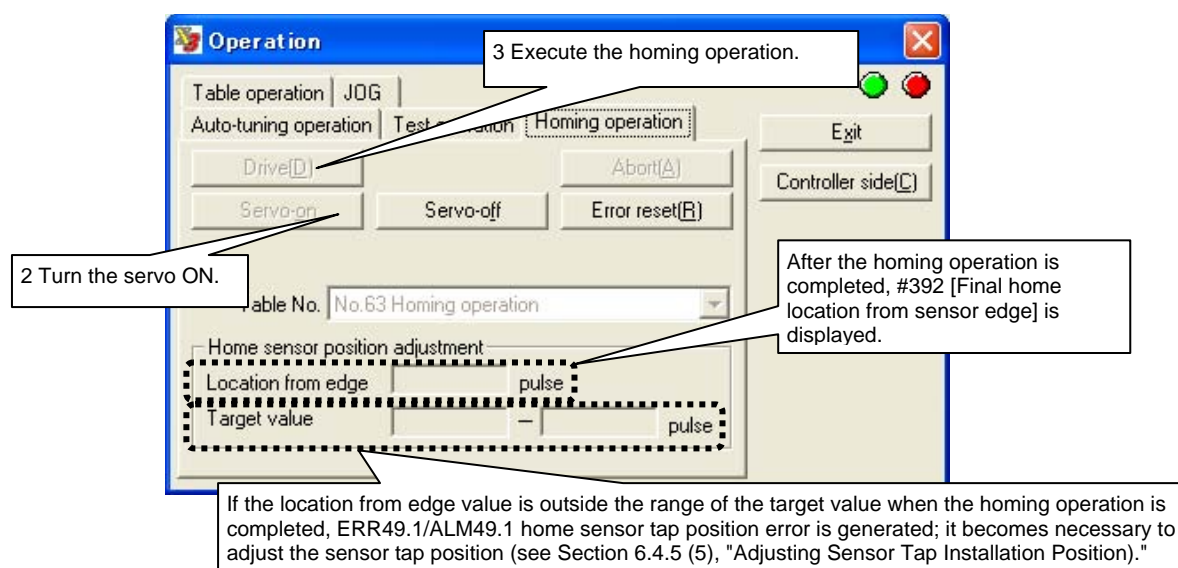 Operation
3 Execute the homing operation.
Table operation JOG
Auto-tuning operation Test operation Homing operation
Exit
Drive(D) Abort(A)
Controller side(C)
Servo-on Servo-off Error reset(R)
2 Turn the servo ON.
After the homing operation is
completed, #392 [Final home
location from sensor edge] is
displayed.
Table No. No.63 Homing operation
Home sensor position adjustment
Location from edge pulse
Target value – pulse
If the location from edge value is outside the range of the target value when the homing operation is
completed, ERR49.1/ALM49.1 home sensor tap position error is generated; it becomes necessary to
adjust the sensor tap position (see Section 6.4.5 (5), "Adjusting Sensor Tap Installation Position)."